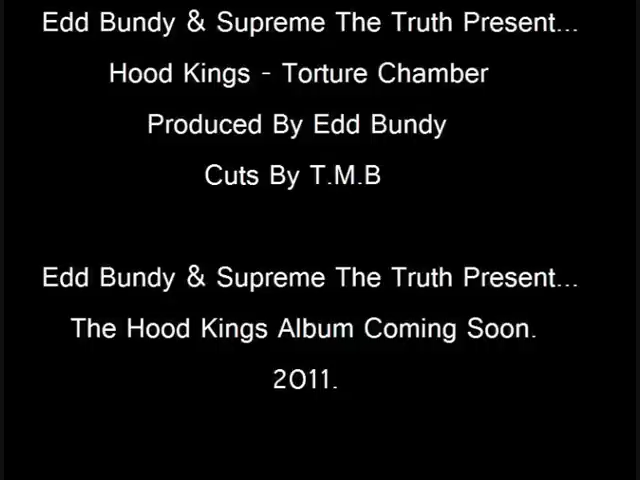 Edd Bundy & Supreme The Truth Present...
Hood Kings - Torture Chamber
Produced By Edd Bundy
Cuts By T.M.B
Edd Bundy & Supreme The Truth Present...
The Hood Kings Album Coming Soon.
2011.